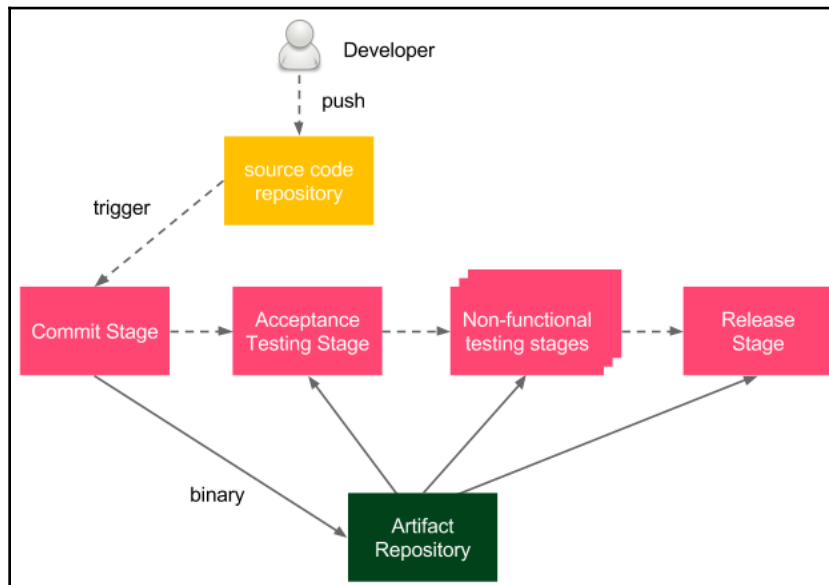 Developer
push
source code
repository
trigger
Commit Stage
Acceptance
Testing Stage
Non-functional
testing stages
Release
Stage
binary
Artifact
Repository